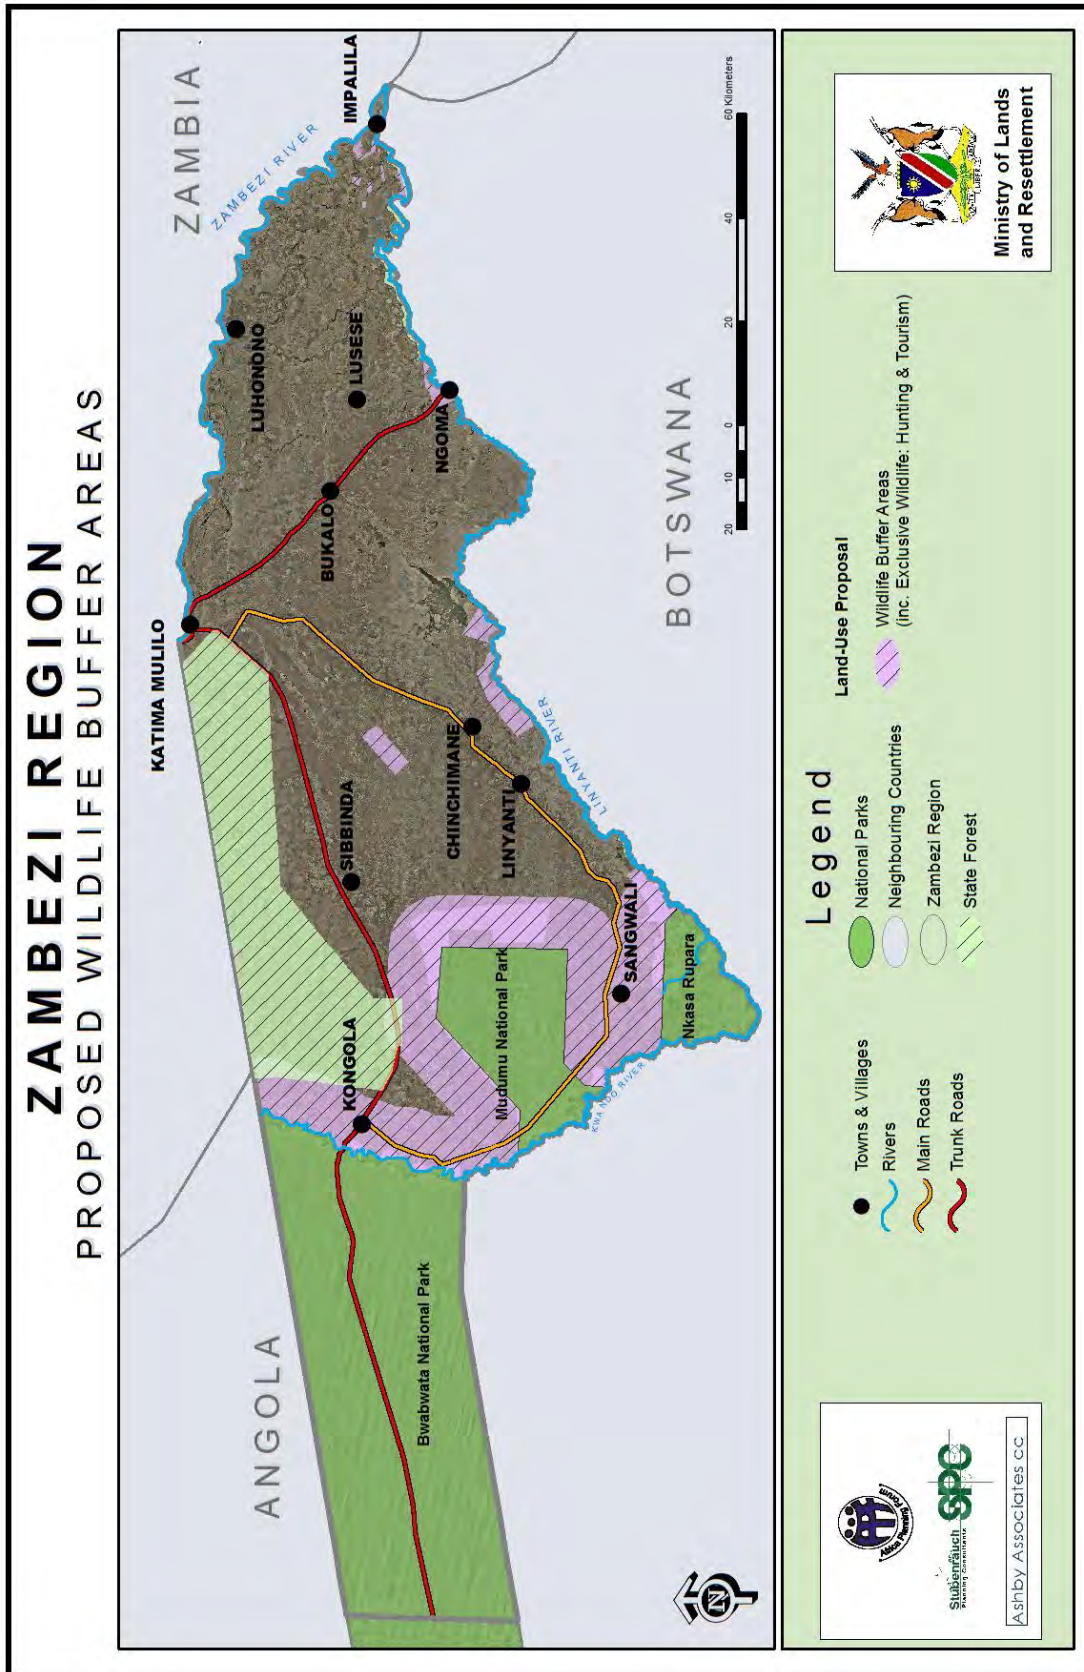 ZAMBEZI REGION
PROPOSED WILDLIFE BUFFER AREAS
ANGOLA
ZAMBIA
BOTSWANA
ZAMBEZI RIVER
KATIMA MULILO
LUHONONO
IMPALILA
LUSESE
BUKALO
NGOMA
SIBBINDA
KONGOLA
CHINCHIMANE
LINYANTI
LINYANTI RIVER
SANGWALI
Mudumu National Park
Nkasa Rupara
KWANDO RIVER
Bwabwata National Park
N
20 10 0 20 40 60 Kilometers
Africa Planning Forum
Stubenrauch
Planning Consultants
SPC
Ashby Associates cc
Legend
Towns & Villages
Rivers
Main Roads
Trunk Roads
National Parks
Neighbouring Countries
Zambezi Region
State Forest
Land-Use Proposal
Wildlife Buffer Areas
(inc. Exclusive Wildlife: Hunting & Tourism)
Ministry of Lands
and Resettlement